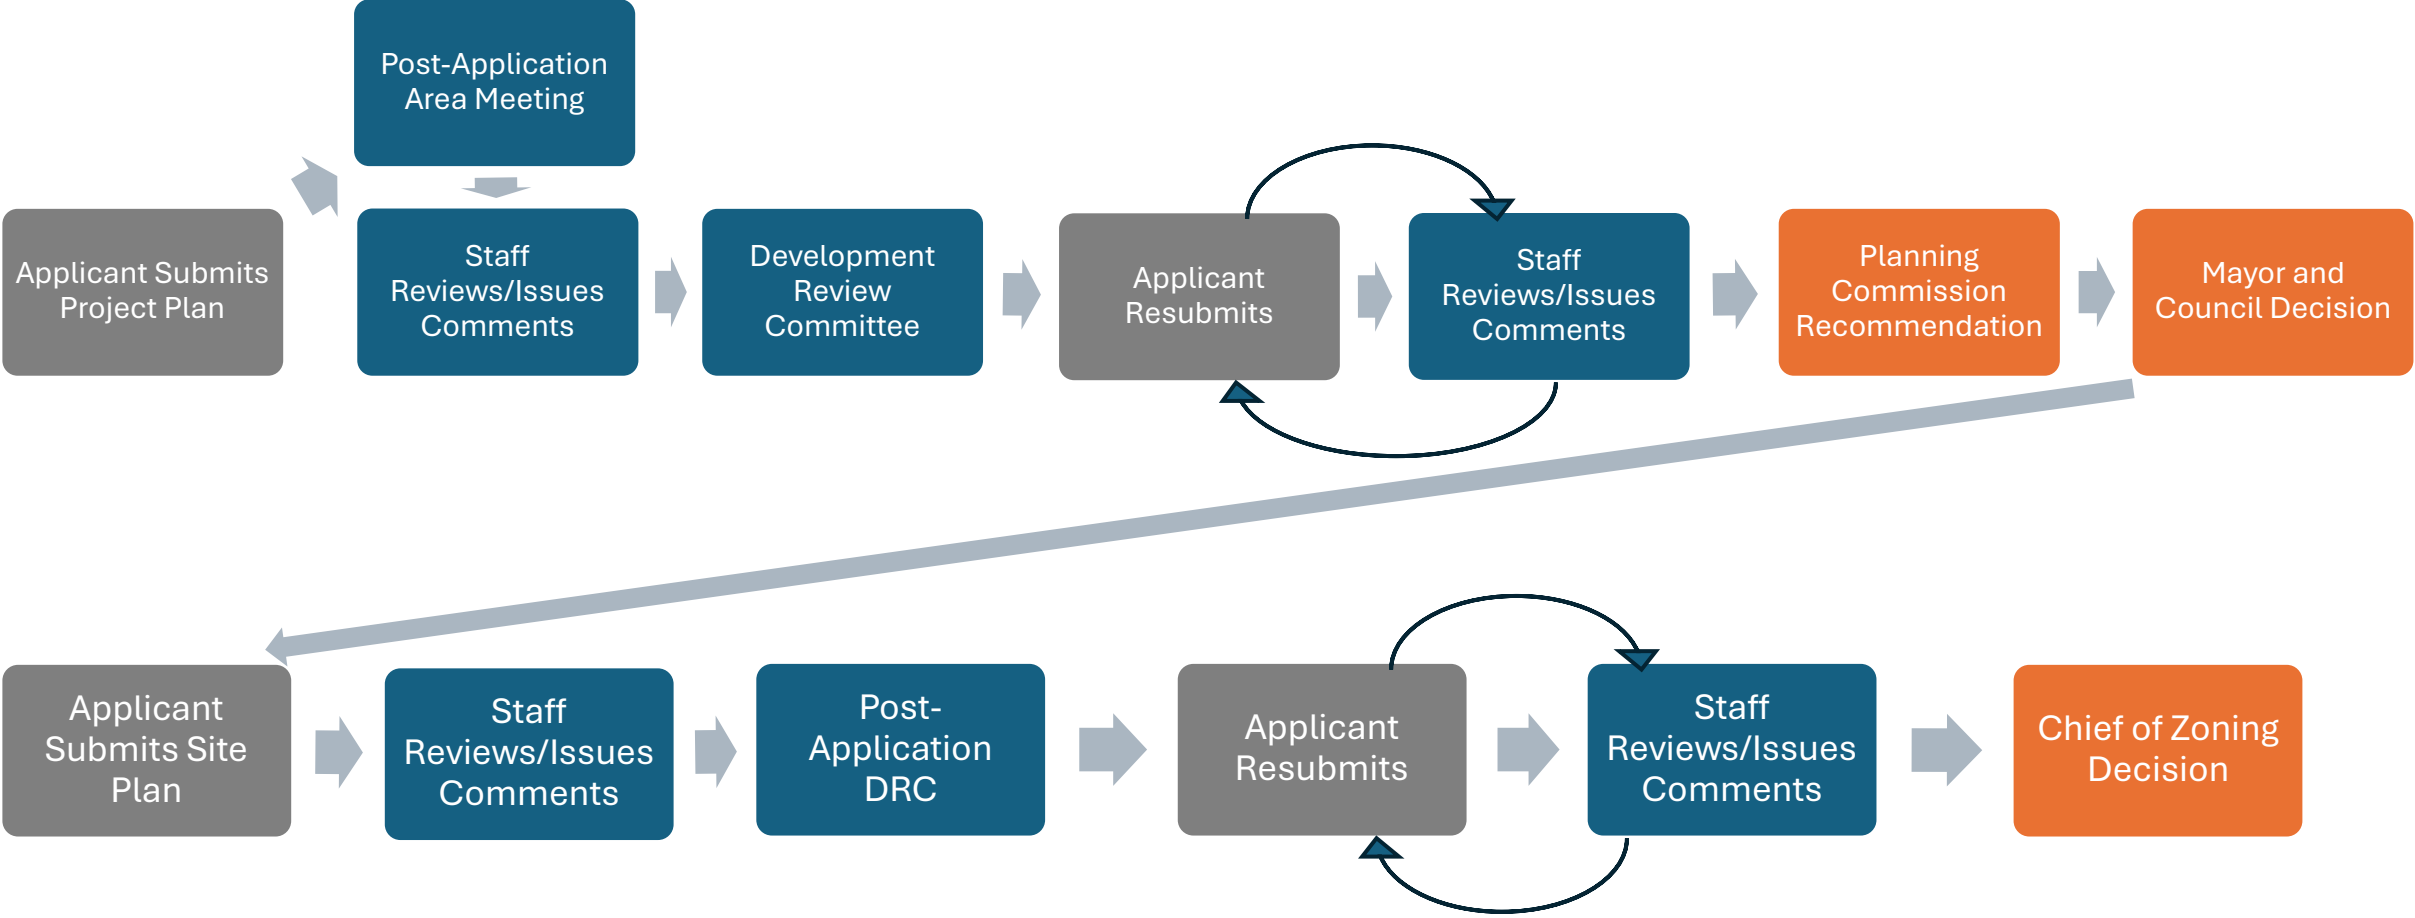 Post-Application
Area Meeting
Applicant Submits
Project Plan
Staff
Reviews/Issues
Comments
Development
Review
Committee
Applicant
Resubmits
Staff
Reviews/Issues
Comments
Planning
Commission
Recommendation
Mayor and
Council Decision
Applicant
Submits Site
Plan
Staff
Reviews/Issues
Comments
Post-
Application
DRC
Applicant
Resubmits
Staff
Reviews/Issues
Comments
Chief of Zoning
Decision